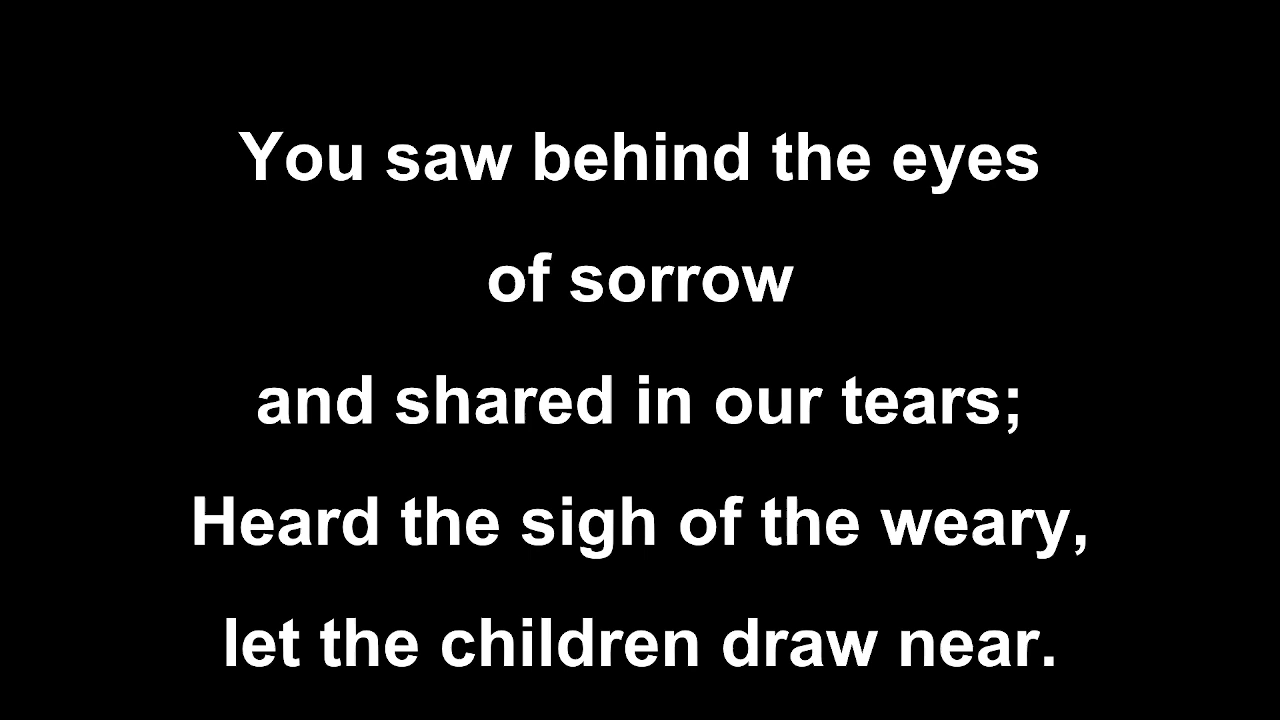 You saw behind the eyes
of sorrow
and shared in our tears;
Heard the sigh of the weary,
let the children draw near.